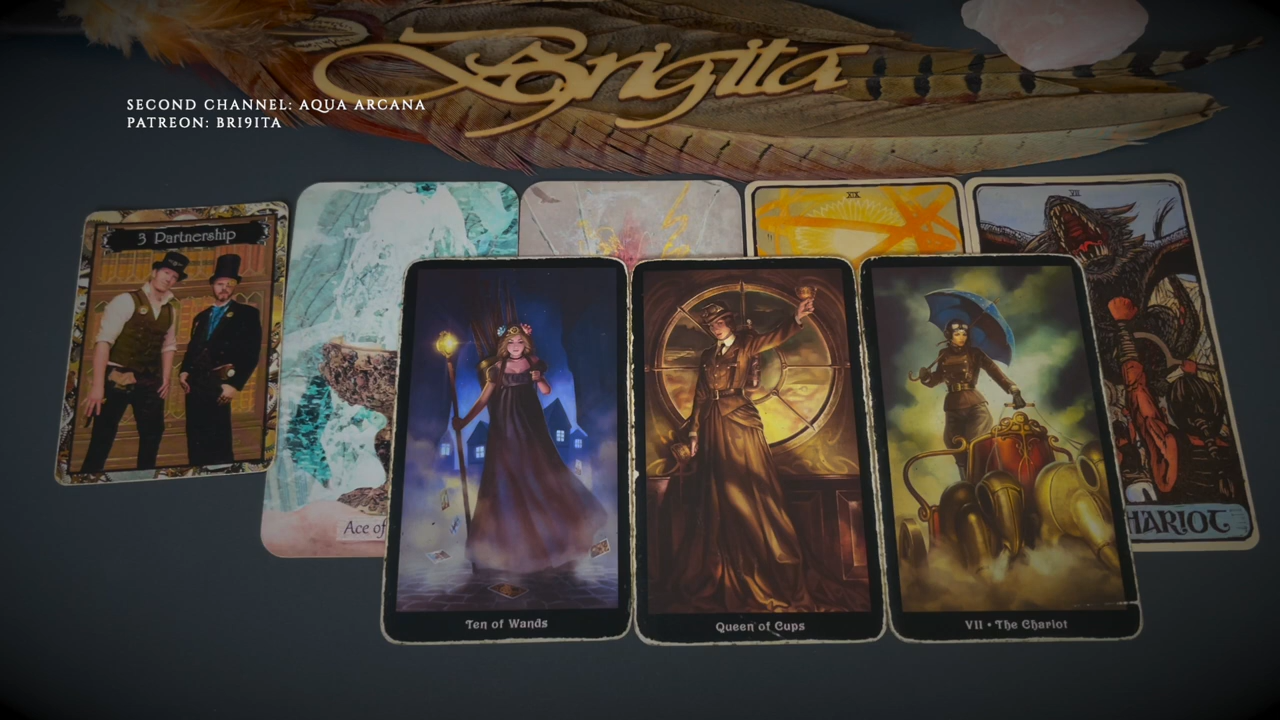 Brigita
SECOND CHANNEL: AQUA ARCANA
PATREON: BRI9ITA
3 Partnership
XIX
VII
Ace of
HARIOT
Ten of Wands
Queen of Cups
VII • The Chariot